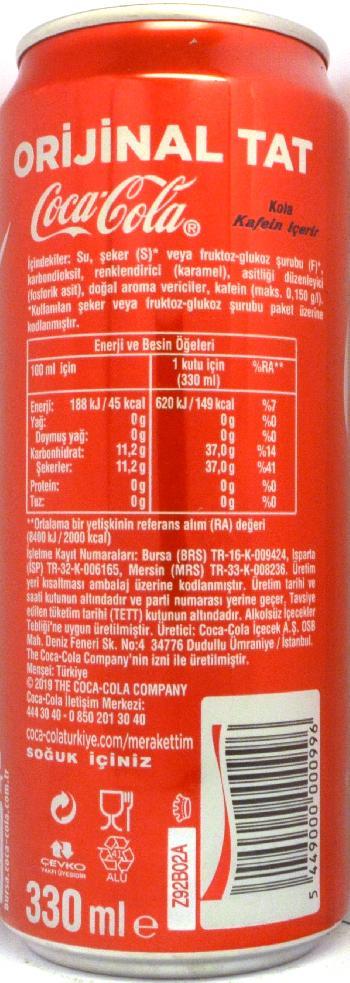 ORİJİNAL TAT
Coca-Cola®
Kola
Kafein İçerir
İçindekiler: Su, şeker (S)* veya fruktoz-glukoz şurubu (F)*,
karbondioksit, renklendirici (karamel), asitliği düzenleyici
(fosforik asit), doğal aroma vericiler, kafein (maks. 0,150 g/l).
*Kullanılan şeker veya fruktoz-glukoz şurubu paket üzerine
kodlanmıştır.
Enerji ve Besin Öğeleri
100 ml için 1 kutu için %RA**
(330 ml)
Enerji: 188 kJ / 45 kcal 620 kJ / 149 kcal %7
Yağ: 0 g 0 g %0
Doymuş yağ: 0 g 0 g %0
Karbonhidrat: 11,2 g 37,0 g %14
Şekerler: 11,2 g 37,0 g %41
Protein: 0 g 0 g %0
Tuz: 0 g 0 g %0
**Ortalama bir yetişkinin referans alım (RA) değeri
(8400 kJ / 2000 kcal)
İşletme Kayıt Numaraları: Bursa (BRS) TR-16-K-009424, Isparta
(ISP) TR-32-K-006165, Mersin (MRS) TR-33-K-008236. Üretim
yeri kısaltması ambalaj üzerine kodlanmıştır. Üretim tarihi ve
saati kutunun altındadır ve parti numarası yerine geçer. Tavsiye
edilen tüketim tarihi (TETT) kutunun altındadır. Alkolsüz İçecekler
Tebliği'ne uygun üretilmiştir. Üretici: Coca-Cola İçecek A.Ş. OSB
Mah. Deniz Feneri Sk. No:4 34776 Dudullu Ümraniye / İstanbul.
The Coca-Cola Company'nin izni ile üretilmiştir.
Menşei: Türkiye
© 2019 THE COCA-COLA COMPANY
Coca-Cola İletişim Merkezi:
444 30 40 - 0 850 201 30 40
coca-colaturkiye.com/merakettim
SOĞUK İÇİNİZ
bursa.coca-cola.com.tr
ÇEVKO
VAKFI ÜYESİDİR
41
ALU
Z92B02A
5 449000 000996
330 ml e